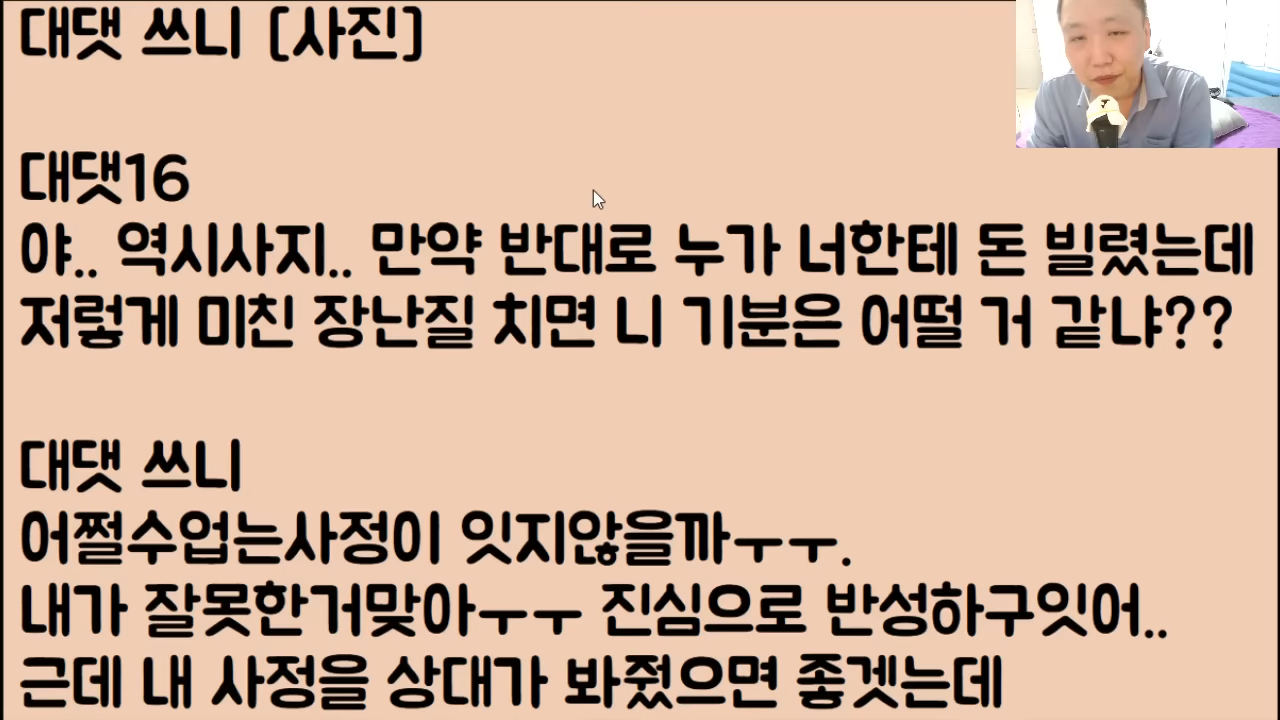 대댓 쓰니 [사진]
대댓16
야.. 역시사지.. 만약 반대로 누가 너한테 돈 빌렸는데
저렇게 미친 장난질 치면 니 기분은 어떨 거 같냐??
대댓 쓰니
어쩔수업는사정이 잇지않을까ㅜㅜ.
내가 잘못한거맞아ㅜㅜ 진심으로 반성하구잇어..
근데 내 사정을 상대가 봐줬으면 좋겟는데